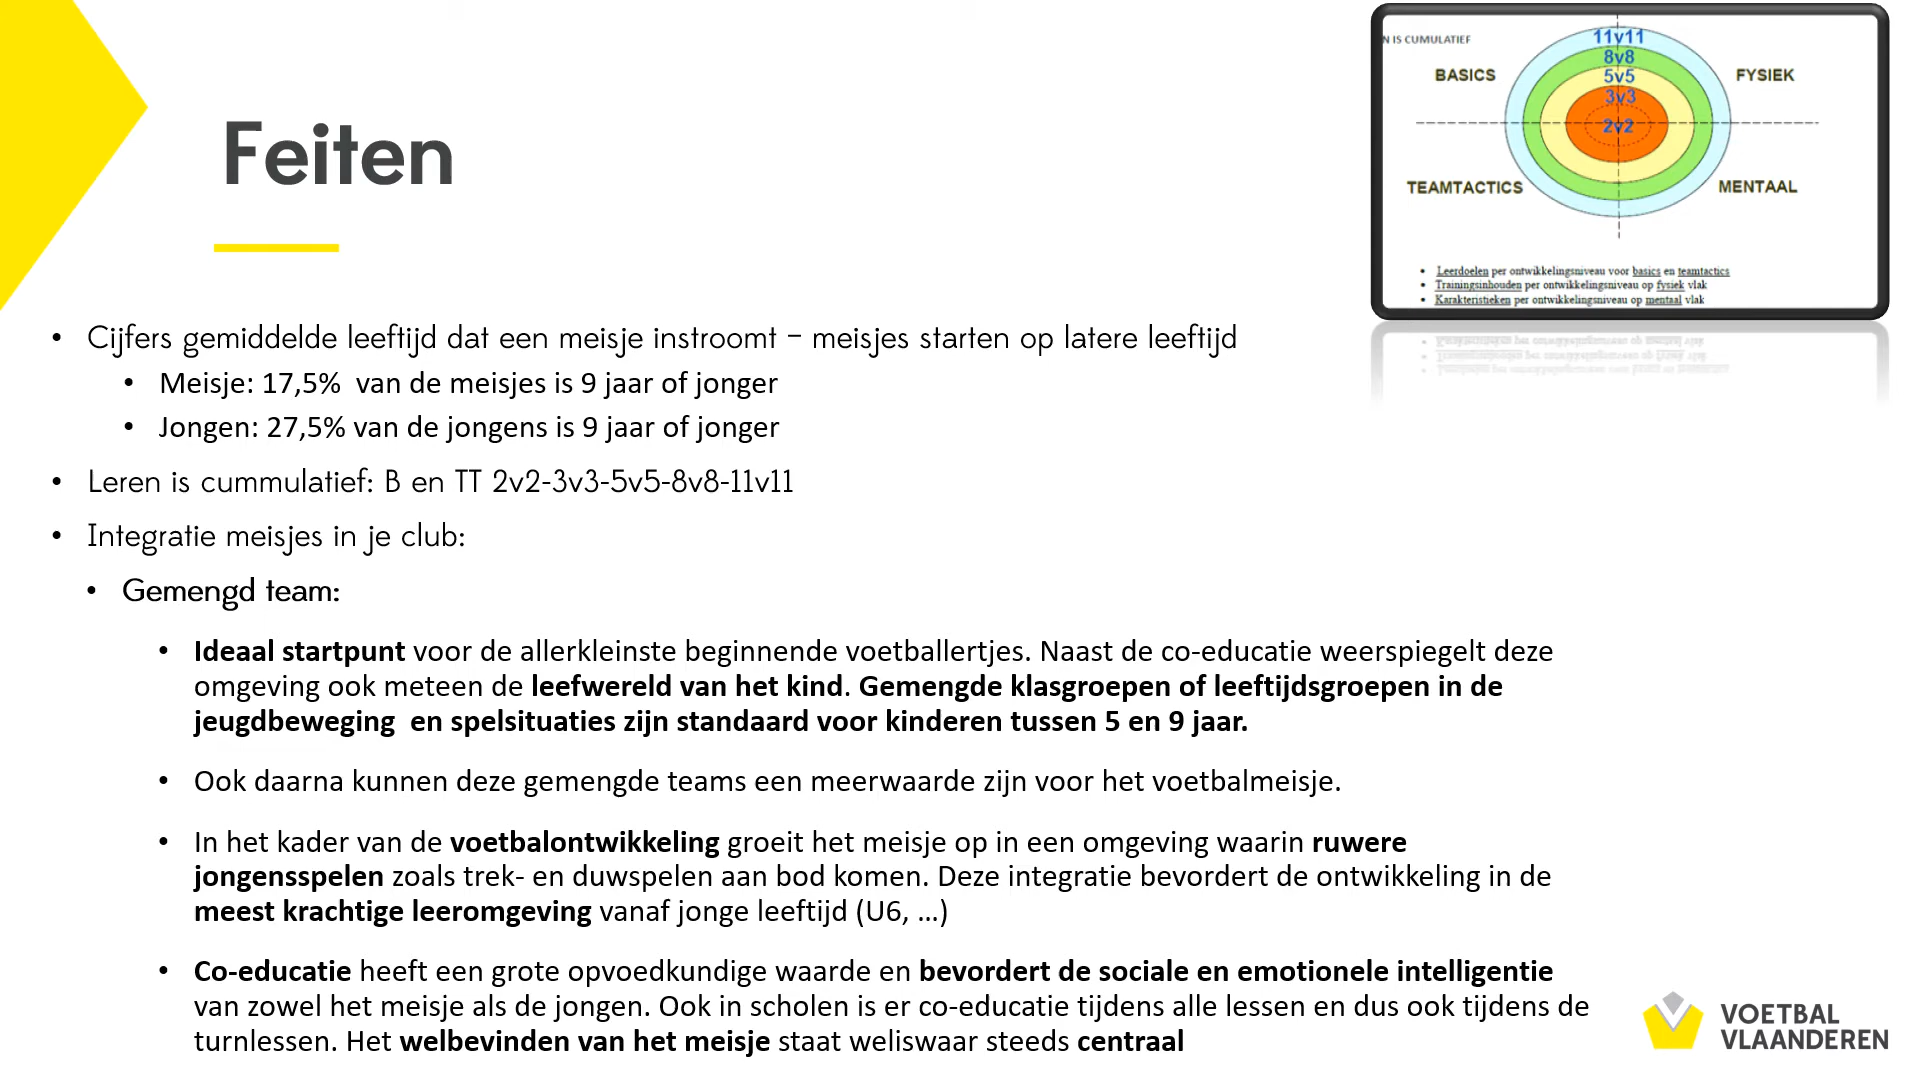 Feiten
N IS CUMULATIEF
11v11
8v8
5v5
3v3
2v2
BASICS
FYSIEK
TEAMTACTICS
MENTAAL
• Leerdoelen per ontwikkelingsniveau voor basics en teamtactics
• Trainingsinhouden per ontwikkelingsniveau op fysiek vlak
• Karakteristieken per ontwikkelingsniveau op mentaal vlak
• Cijfers gemiddelde leeftijd dat een meisje instroomt – meisjes starten op latere leeftijd
• Meisje: 17,5% van de meisjes is 9 jaar of jonger
• Jongen: 27,5% van de jongens is 9 jaar of jonger
• Leren is cummulatief: B en TT 2v2-3v3-5v5-8v8-11v11
• Integratie meisjes in je club:
• Gemengd team:
• Ideaal startpunt voor de allerkleinste beginnende voetballertjes. Naast de co-educatie weerspiegelt deze
omgeving ook meteen de leefwereld van het kind. Gemengde klasgroepen of leeftijdsgroepen in de
jeugdbeweging en spelsituaties zijn standaard voor kinderen tussen 5 en 9 jaar.
• Ook daarna kunnen deze gemengde teams een meerwaarde zijn voor het voetbalmeisje.
• In het kader van de voetbalontwikkeling groeit het meisje op in een omgeving waarin ruwere
jongensspelen zoals trek- en duwspelen aan bod komen. Deze integratie bevordert de ontwikkeling in de
meest krachtige leeromgeving vanaf jonge leeftijd (U6, …)
• Co-educatie heeft een grote opvoedkundige waarde en bevordert de sociale en emotionele intelligentie
van zowel het meisje als de jongen. Ook in scholen is er co-educatie tijdens alle lessen en dus ook tijdens de
turnlessen. Het welbevinden van het meisje staat weliswaar steeds centraal
VOETBAL
VLAANDEREN